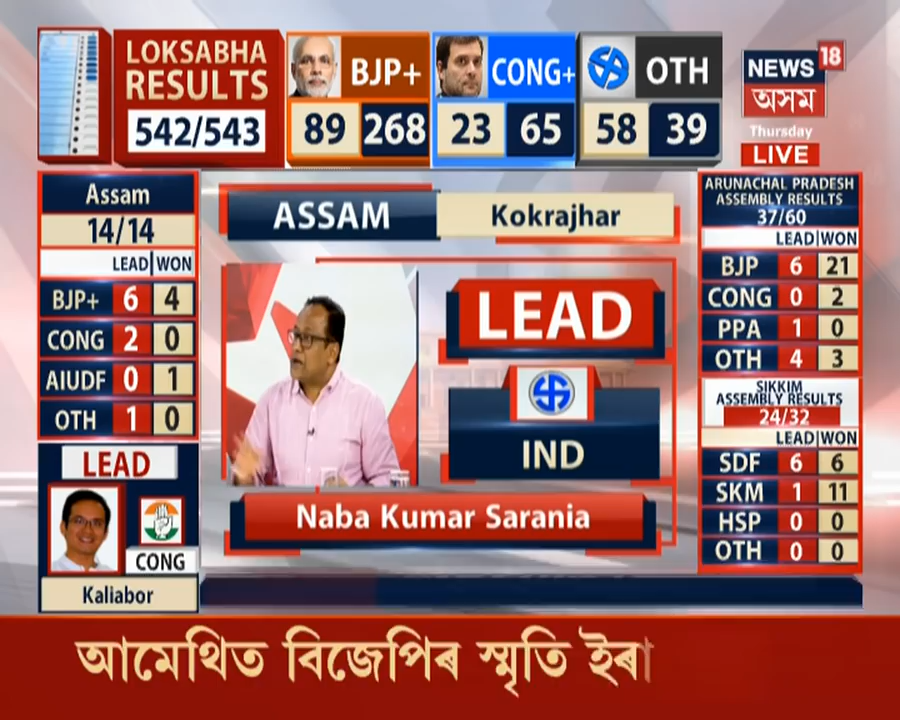 LOKSABHA
RESULTS
542/543
BJP+
89 268
CONG+
23 65
OTH
58 39
NEWS 18
অসম
Thursday
LIVE
Assam
14/14
LEAD WON
BJP+ 6 4
CONG 2 0
AIUDF 0 1
OTH 1 0
LEAD
CONG
Kaliabor
ASSAM Kokrajhar
LEAD
IND
Naba Kumar Sarania
ARUNACHAL PRADESH
ASSEMBLY RESULTS
37/60
LEAD WON
BJP 6 21
CONG 0 2
PPA 1 0
OTH 4 3
SIKKIM
ASSEMBLY RESULTS
24/32
LEAD WON
SDF 6 6
SKM 1 11
HSP 0 0
OTH 0 0
আমেথিত বিজেপিৰ স্মৃতি ইৰা